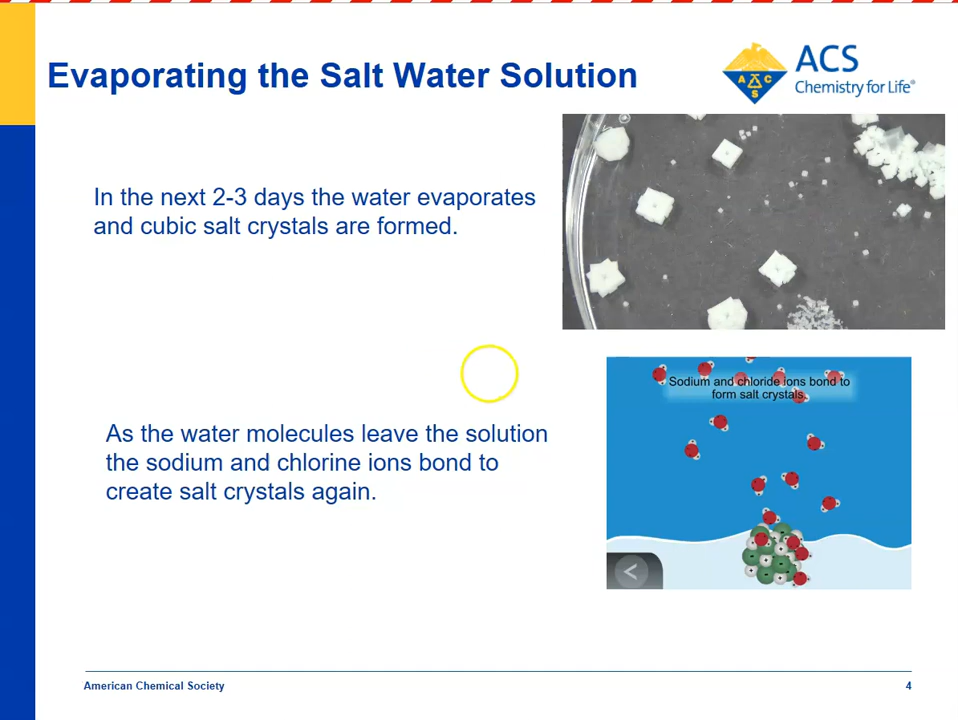 Evaporating the Salt Water Solution
A C S
ACS
Chemistry for Life®
In the next 2-3 days the water evaporates
and cubic salt crystals are formed.
Sodium and chloride ions bond to
form salt crystals.
As the water molecules leave the solution
the sodium and chlorine ions bond to
create salt crystals again.
American Chemical Society
4